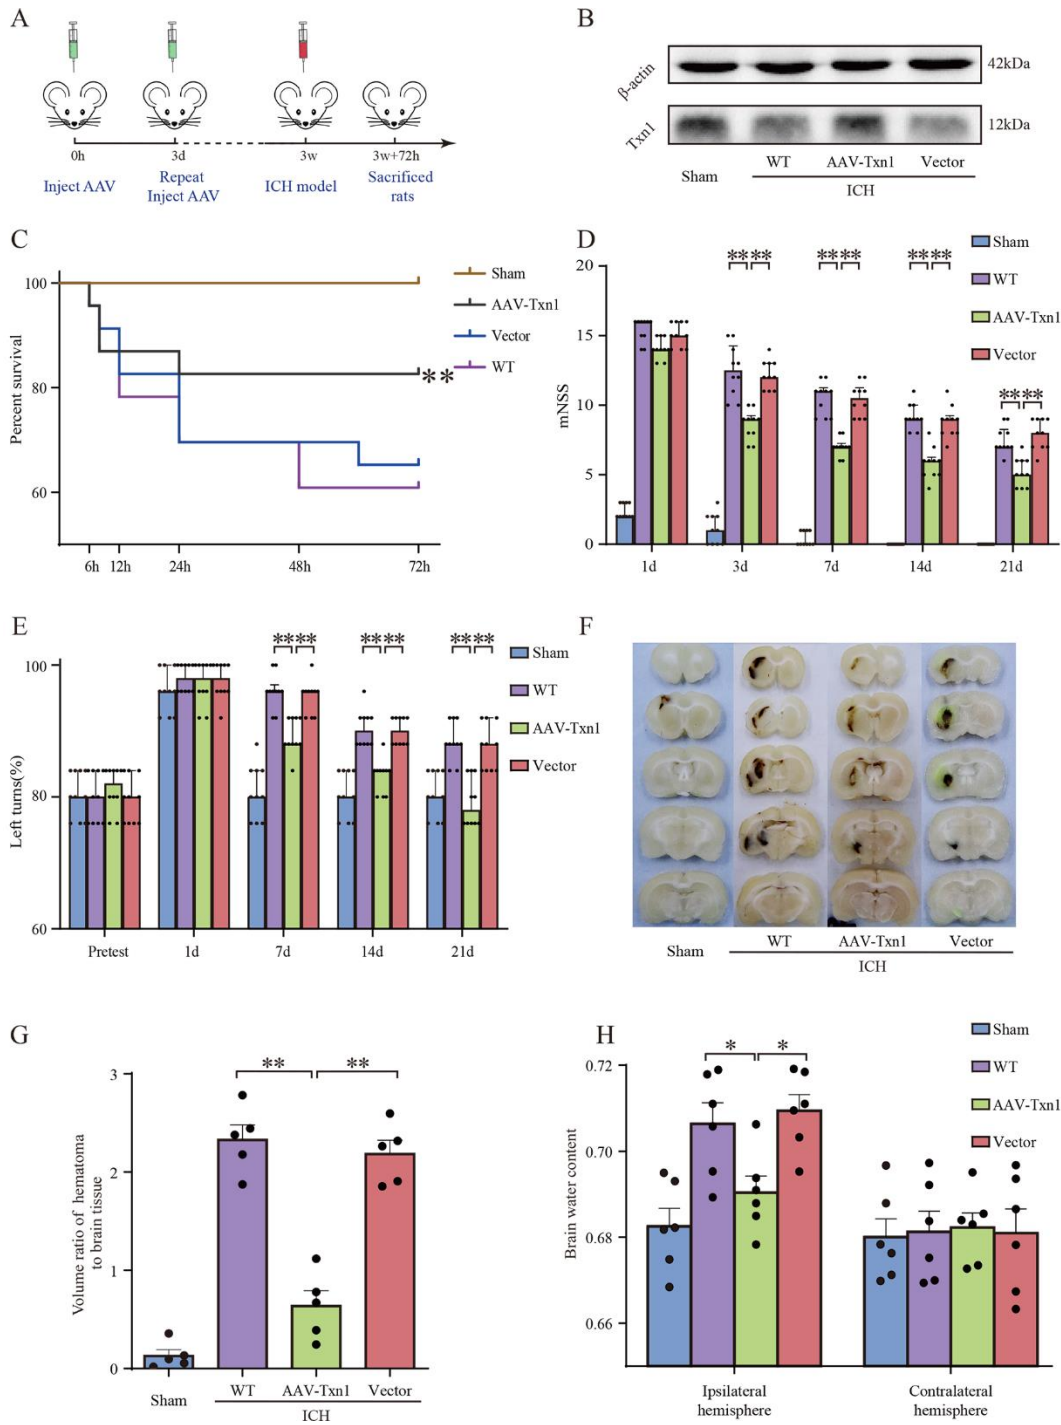 A
0h
3d
3w
3w+72h
Inject AAV
Repeat
Inject AAV
ICH model
Sacrificed
rats
B
β-actin
42kDa
Txn1
12kDa
Sham
WT
AAV-Txn1
Vector
ICH
C
Percent survival
100
80
60
6h
12h
24h
48h
72h
**
Sham
AAV-Txn1
Vector
WT
D
mNSS
20
15
10
5
0
1d
3d
7d
14d
21d
** **
** **
** **
** **
Sham
WT
AAV-Txn1
Vector
E
Left turns(%)
100
80
60
Pretest
1d
7d
14d
21d
** **
** **
** **
Sham
WT
AAV-Txn1
Vector
F
Sham
WT
AAV-Txn1
Vector
ICH
G
Volume ratio of hematoma
to brain tissue
3
2
1
0
** **
Sham
WT
AAV-Txn1
Vector
ICH
H
Brain water content
0.72
0.70
0.68
0.66
* *
Sham
WT
AAV-Txn1
Vector
Ipsilateral
hemisphere
Contralateral
hemisphere